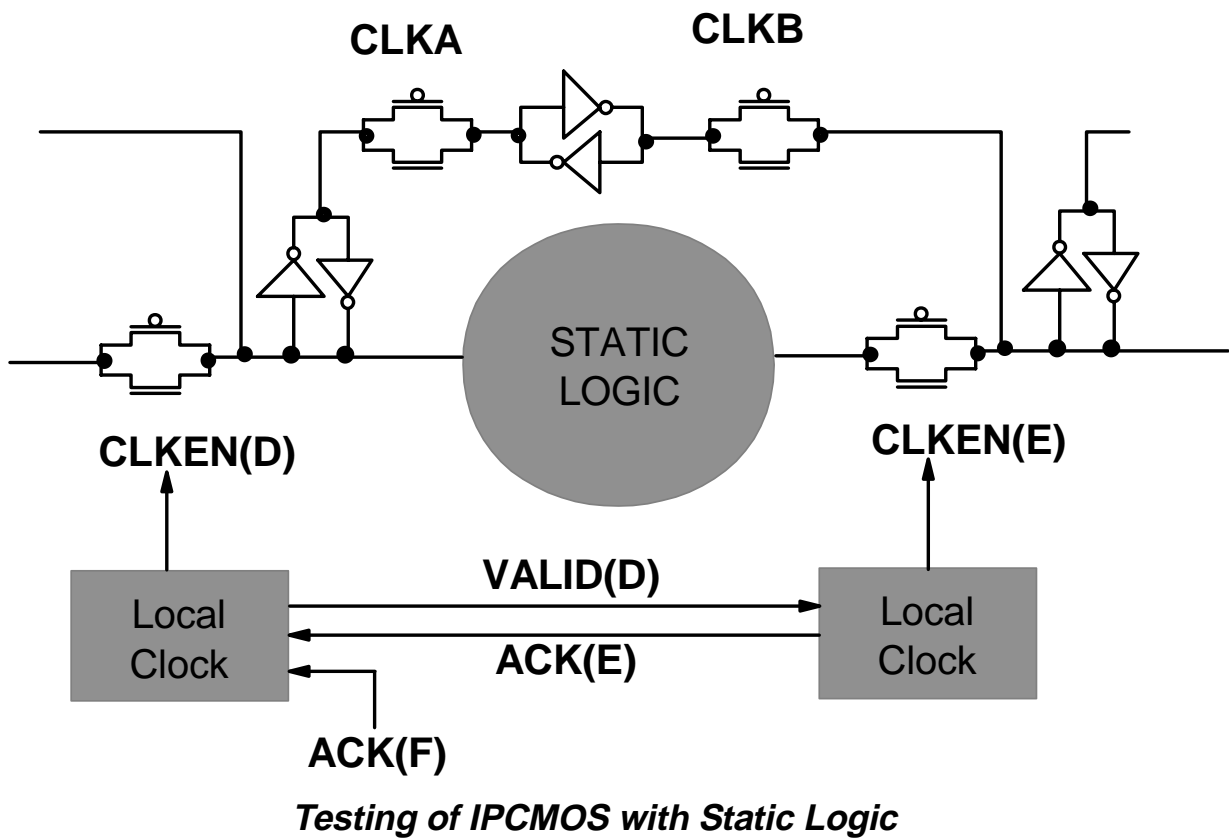 CLKA
CLKB
STATIC
LOGIC
CLKEN(D)
CLKEN(E)
VALID(D)
Local
Clock
Local
Clock
ACK(E)
ACK(F)
Testing of IPCMOS with Static Logic